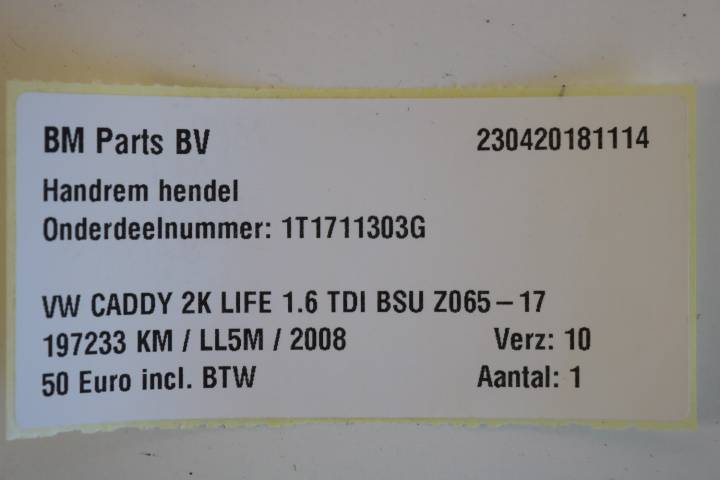 BM Parts BV 230420181114
Handrem hendel
Onderdeelnummer: 1T1711303G
VW CADDY 2K LIFE 1.6 TDI BSU Z065-17
197233 KM / LL5M / 2008 Verz: 10
50 Euro incl. BTW Aantal: 1